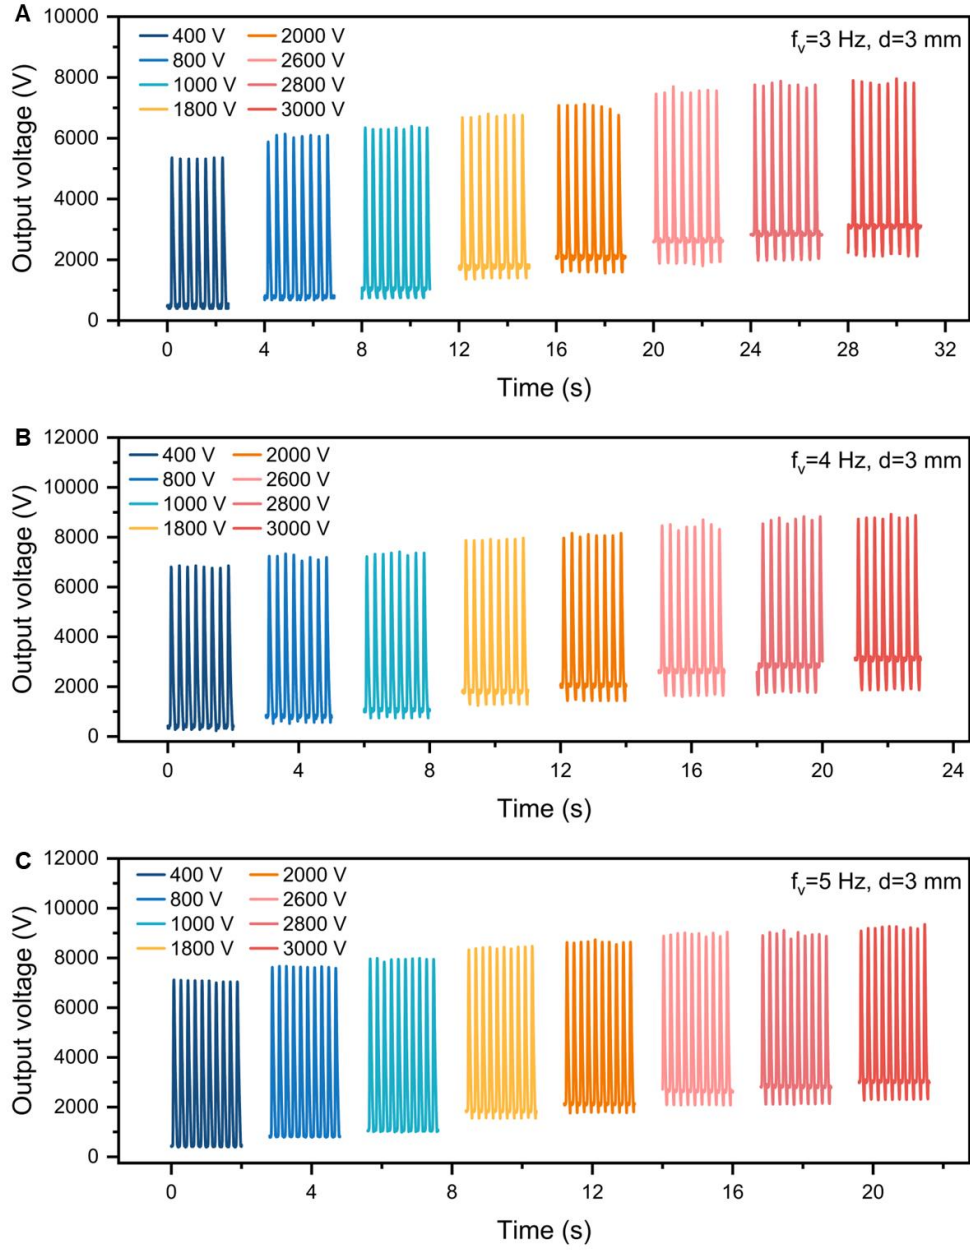 A
10000
8000
6000
4000
2000
0
Output voltage (V)
400 V 2000 V
800 V 2600 V
1000 V 2800 V
1800 V 3000 V
fv=3 Hz, d=3 mm
0 4 8 12 16 20 24 28 32
Time (s)
B
12000
10000
8000
6000
4000
2000
0
Output voltage (V)
400 V 2000 V
800 V 2600 V
1000 V 2800 V
1800 V 3000 V
fv=4 Hz, d=3 mm
0 4 8 12 16 20 24
Time (s)
C
12000
10000
8000
6000
4000
2000
0
Output voltage (V)
400 V 2000 V
800 V 2600 V
1000 V 2800 V
1800 V 3000 V
fv=5 Hz, d=3 mm
0 4 8 12 16 20
Time (s)